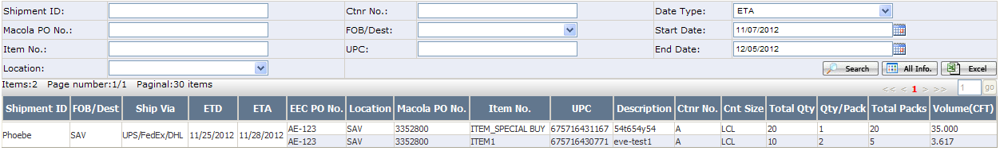 Shipment ID: Ctnr No.: Date Type: ETA
Macola PO No.: FOB/Dest: Start Date: 11/07/2012
Item No.: UPC: End Date: 12/05/2012
Location: Search All Info. Excel
Items:2 Page number:1/1 Paginal:30 items << < 1 > >> 1 go
Shipment ID FOB/Dest Ship Via ETD ETA EEC PO No. Location Macola PO No. Item No. UPC Description Ctnr No. Cnt Size Total Qty Qty/Pack Total Packs Volume(CFT)
Phoebe SAV UPS/FedEx/DHL 11/25/2012 11/28/2012 AE-123 SAV 3352800 ITEM_SPECIAL BUY 675716431167 54t654y54 A LCL 20 1 20 35.000
AE-123 SAV 3352800 ITEM1 675716430771 eve-test1 A LCL 10 2 5 3.617